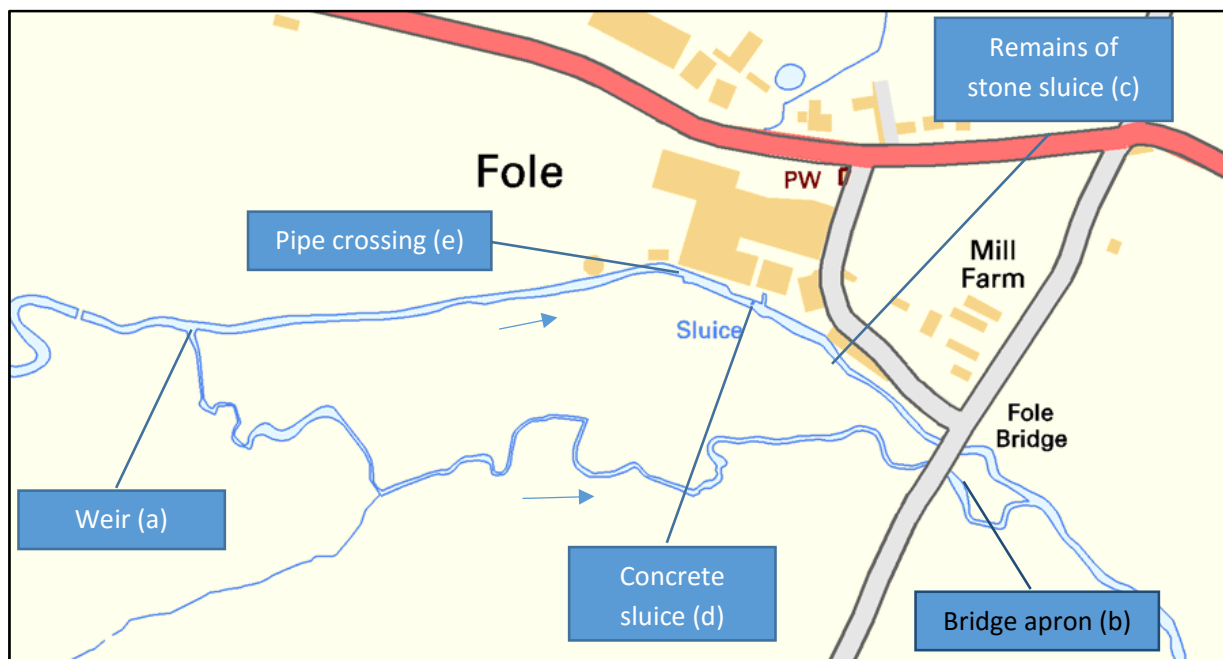 Remains of
stone sluice (c)
Fole
PW
Pipe crossing (e)
Mill
Farm
Sluice
Fole
Bridge
Weir (a)
Concrete
sluice (d)
Bridge apron (b)